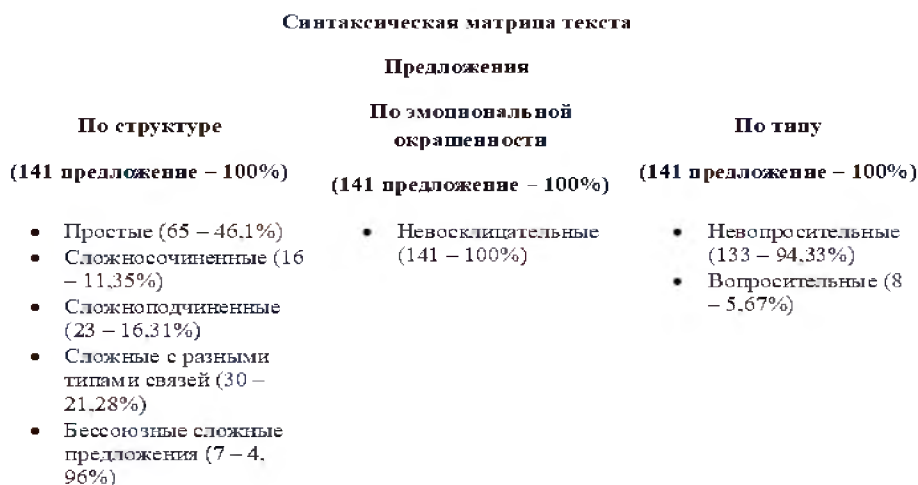 Синтаксическая матрица текста
Предложения
По структуре
(141 предложение – 100%)
По эмоциональной
окрашенности
(141 предложение – 100%)
По типу
(141 предложение – 100%)
• Простые (65 – 46,1%)
• Сложносочиненные (16
– 11,35%)
• Сложноподчиненные
(23 – 16,31%)
• Сложные с разными
типами связей (30 –
21,28%)
• Бессоюзные сложные
предложения (7 – 4,
96%)
• Невосклицательные
(141 – 100%)
• Невопросительные
(133 – 94,33%)
• Вопросительные (8
– 5,67%)